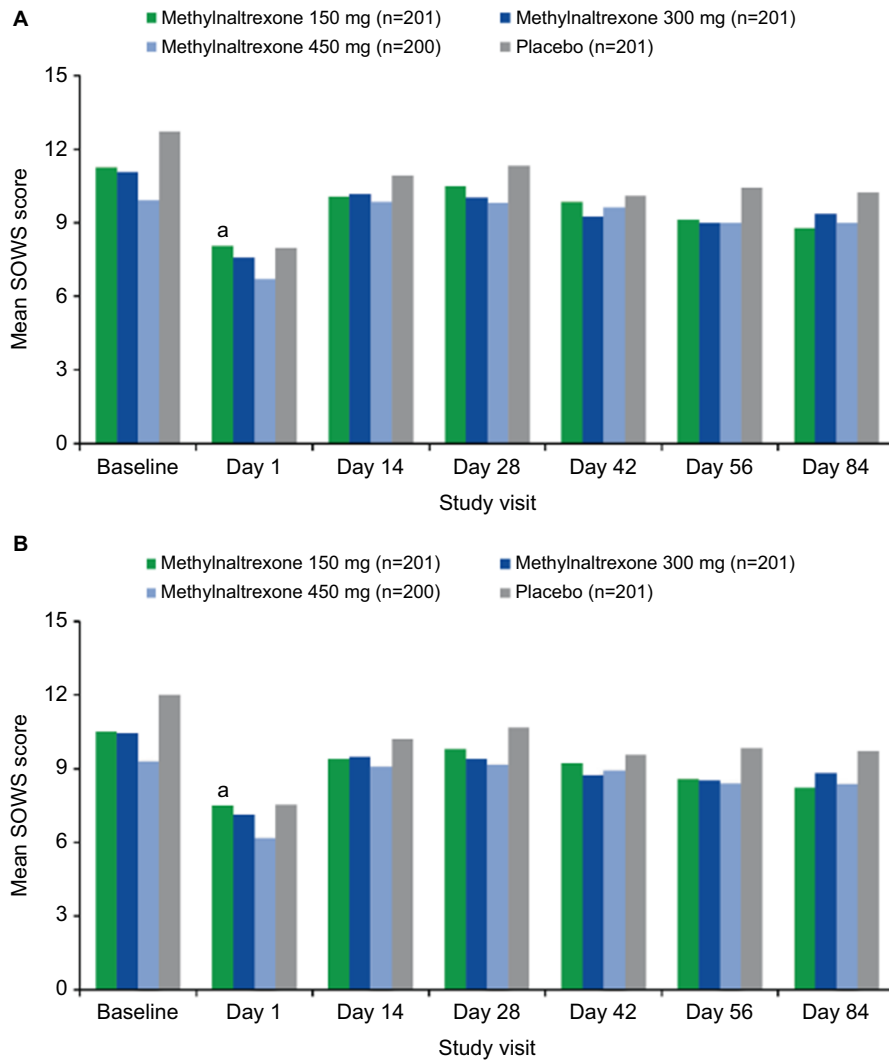 A
Methylnaltrexone 150 mg (n=201)
Methylnaltrexone 300 mg (n=201)
Methylnaltrexone 450 mg (n=200)
Placebo (n=201)
15
12
9
6
3
0
Mean SOWS score
a
Baseline
Day 1
Day 14
Day 28
Day 42
Day 56
Day 84
Study visit
B
Methylnaltrexone 150 mg (n=201)
Methylnaltrexone 300 mg (n=201)
Methylnaltrexone 450 mg (n=200)
Placebo (n=201)
15
12
9
6
3
0
Mean SOWS score
a
Baseline
Day 1
Day 14
Day 28
Day 42
Day 56
Day 84
Study visit